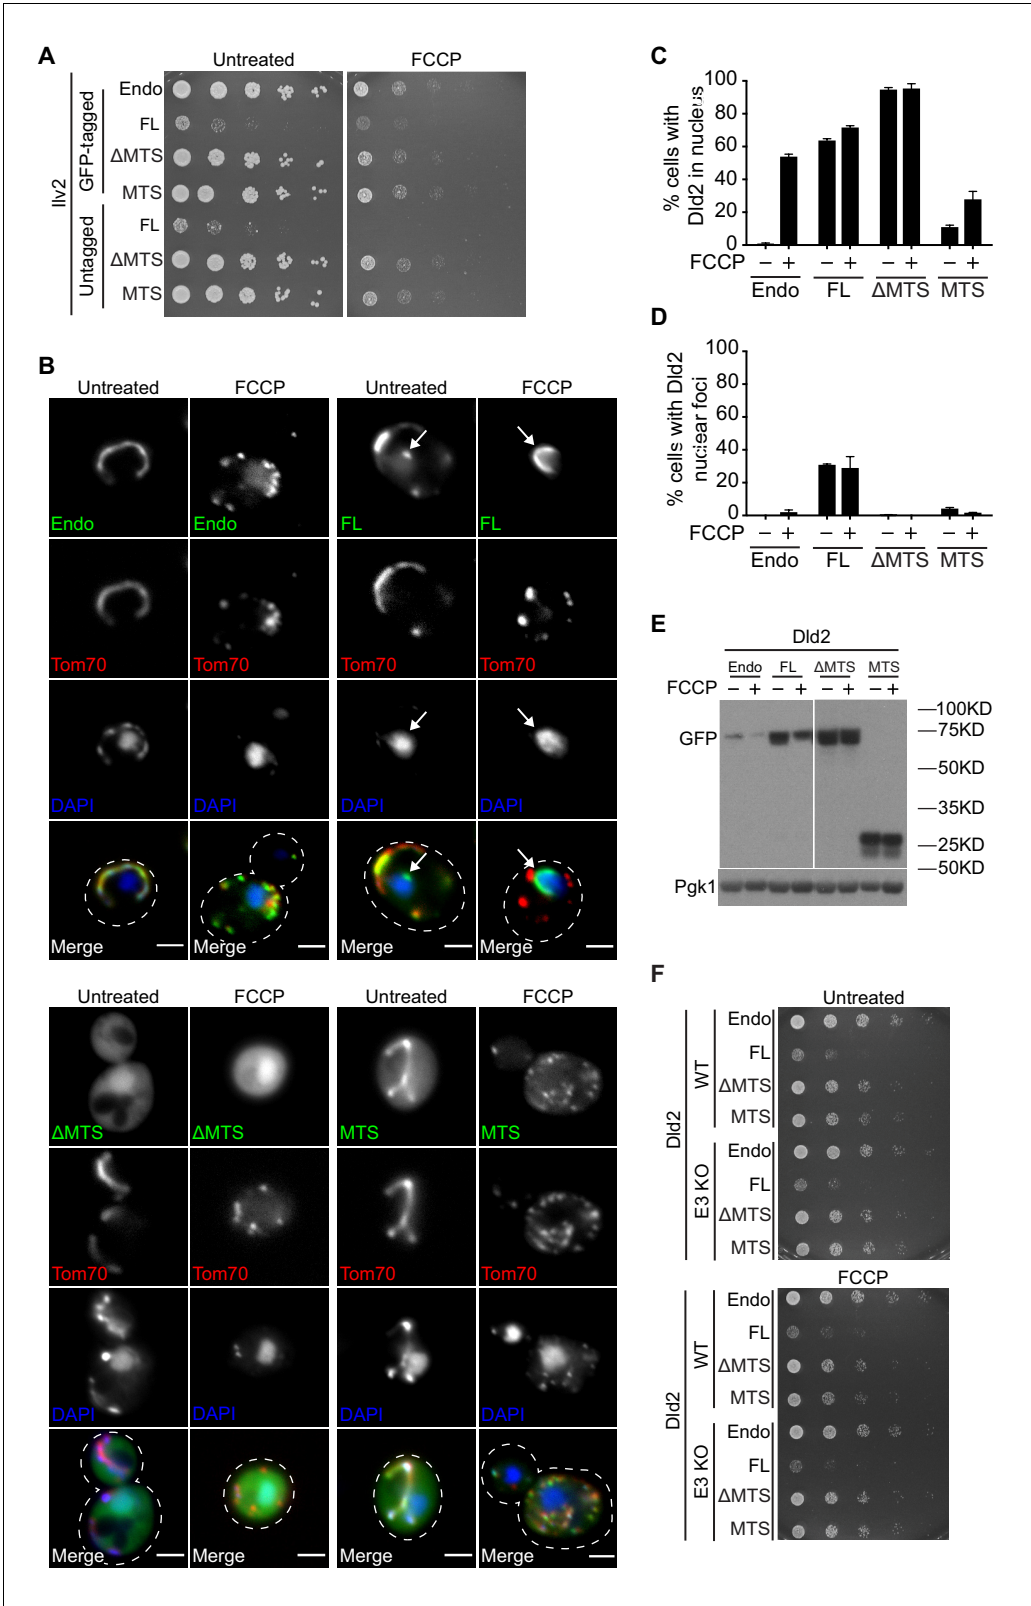 A
Untreated
FCCP
Ilv2
GFP-tagged
Untagged
Endo
FL
ΔMTS
MTS
FL
ΔMTS
MTS
B
Untreated
FCCP
Untreated
FCCP
Endo
Endo
FL
FL
Tom70
Tom70
Tom70
Tom70
DAPI
DAPI
DAPI
DAPI
Merge
Merge
Merge
Merge
Untreated
FCCP
Untreated
FCCP
ΔMTS
ΔMTS
MTS
MTS
Tom70
Tom70
Tom70
Tom70
DAPI
DAPI
DAPI
DAPI
Merge
Merge
Merge
Merge
C
% cells with
Dld2 in nucleus
100
80
60
40
20
0
FCCP − + − + − + − +
Endo FL ΔMTS MTS
D
% cells with Dld2
nuclear foci
100
80
60
40
20
0
FCCP − + − + − + − +
Endo FL ΔMTS MTS
E
Dld2
Endo FL ΔMTS MTS
FCCP − + − + − + − +
GFP
—100KD
—75KD
—50KD
—35KD
—25KD
—50KD
Pgk1
F
Untreated
Dld2
WT
E3 KO
Endo
FL
ΔMTS
MTS
Endo
FL
ΔMTS
MTS
FCCP
Dld2
WT
E3 KO
Endo
FL
ΔMTS
MTS
Endo
FL
ΔMTS
MTS